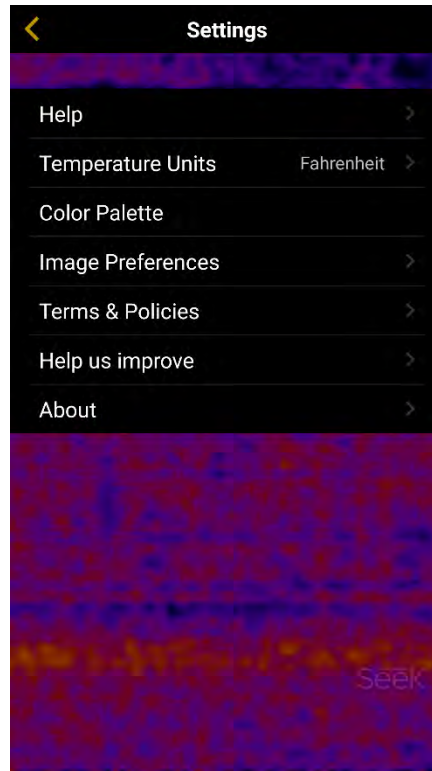 Settings
Help
Temperature Units Fahrenheit
Color Palette
Image Preferences
Terms & Policies
Help us improve
About
Seek